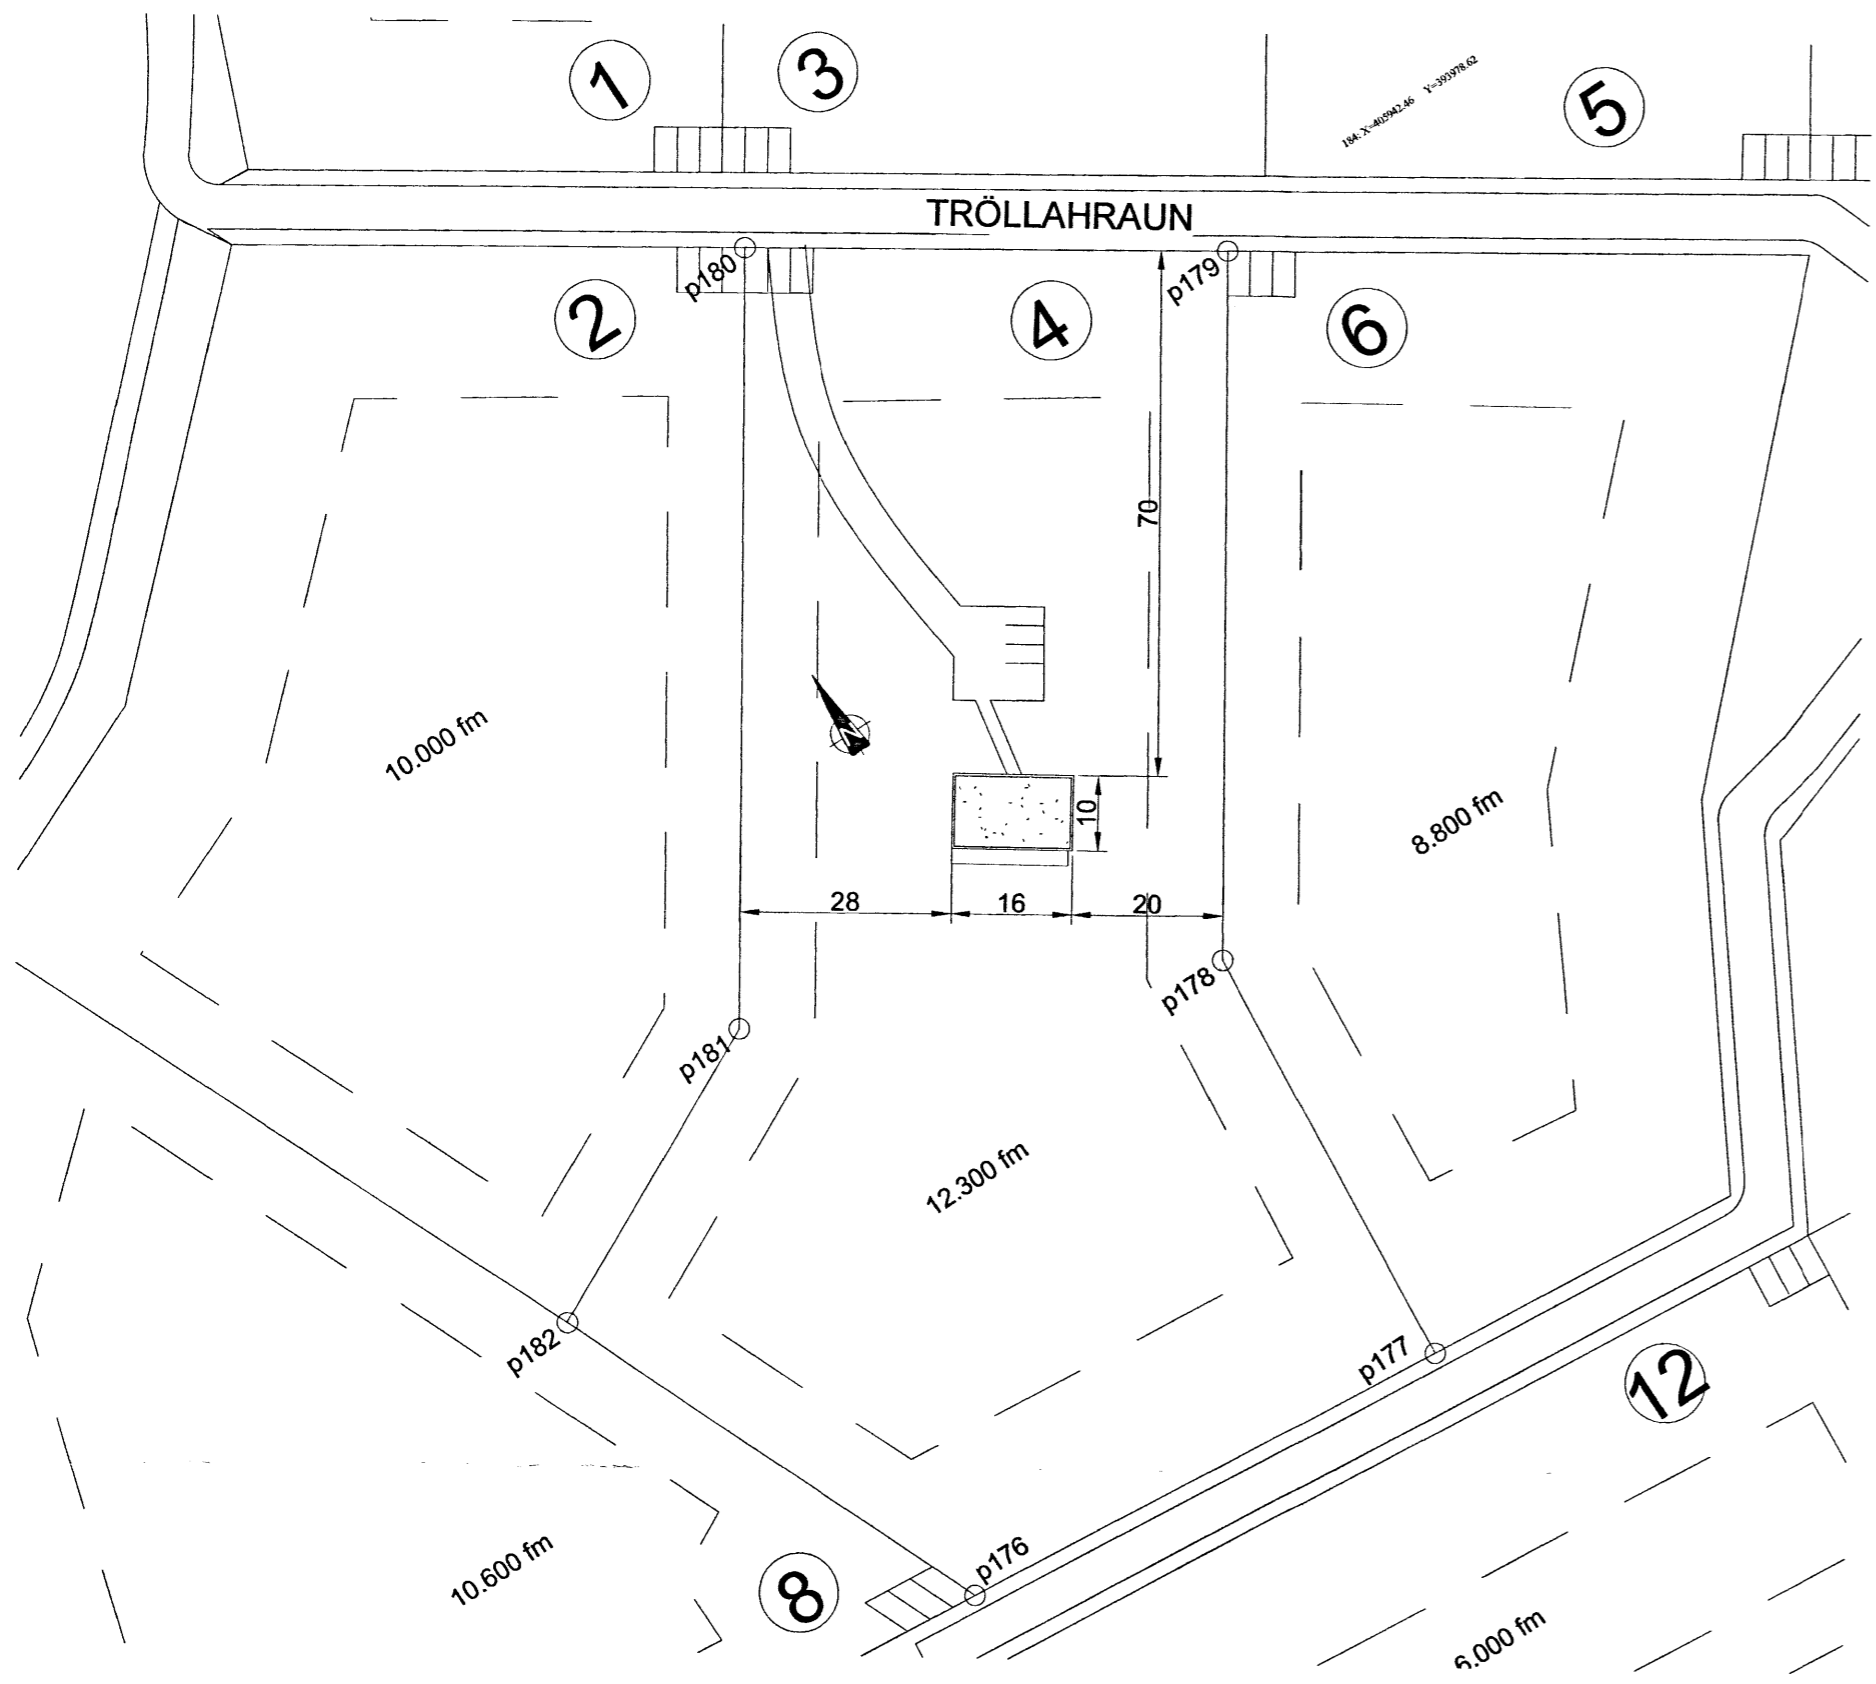 1
3
184: X=405942.46 Y=393978.62
5
TRÖLLAHRAUN
p180
p179
2
4
6
70
10.000 fm
N
8.800 fm
10
28
16
20
p178
p181
12.300 fm
p182
p177
12
10.600 fm
8
p176
6.000 fm